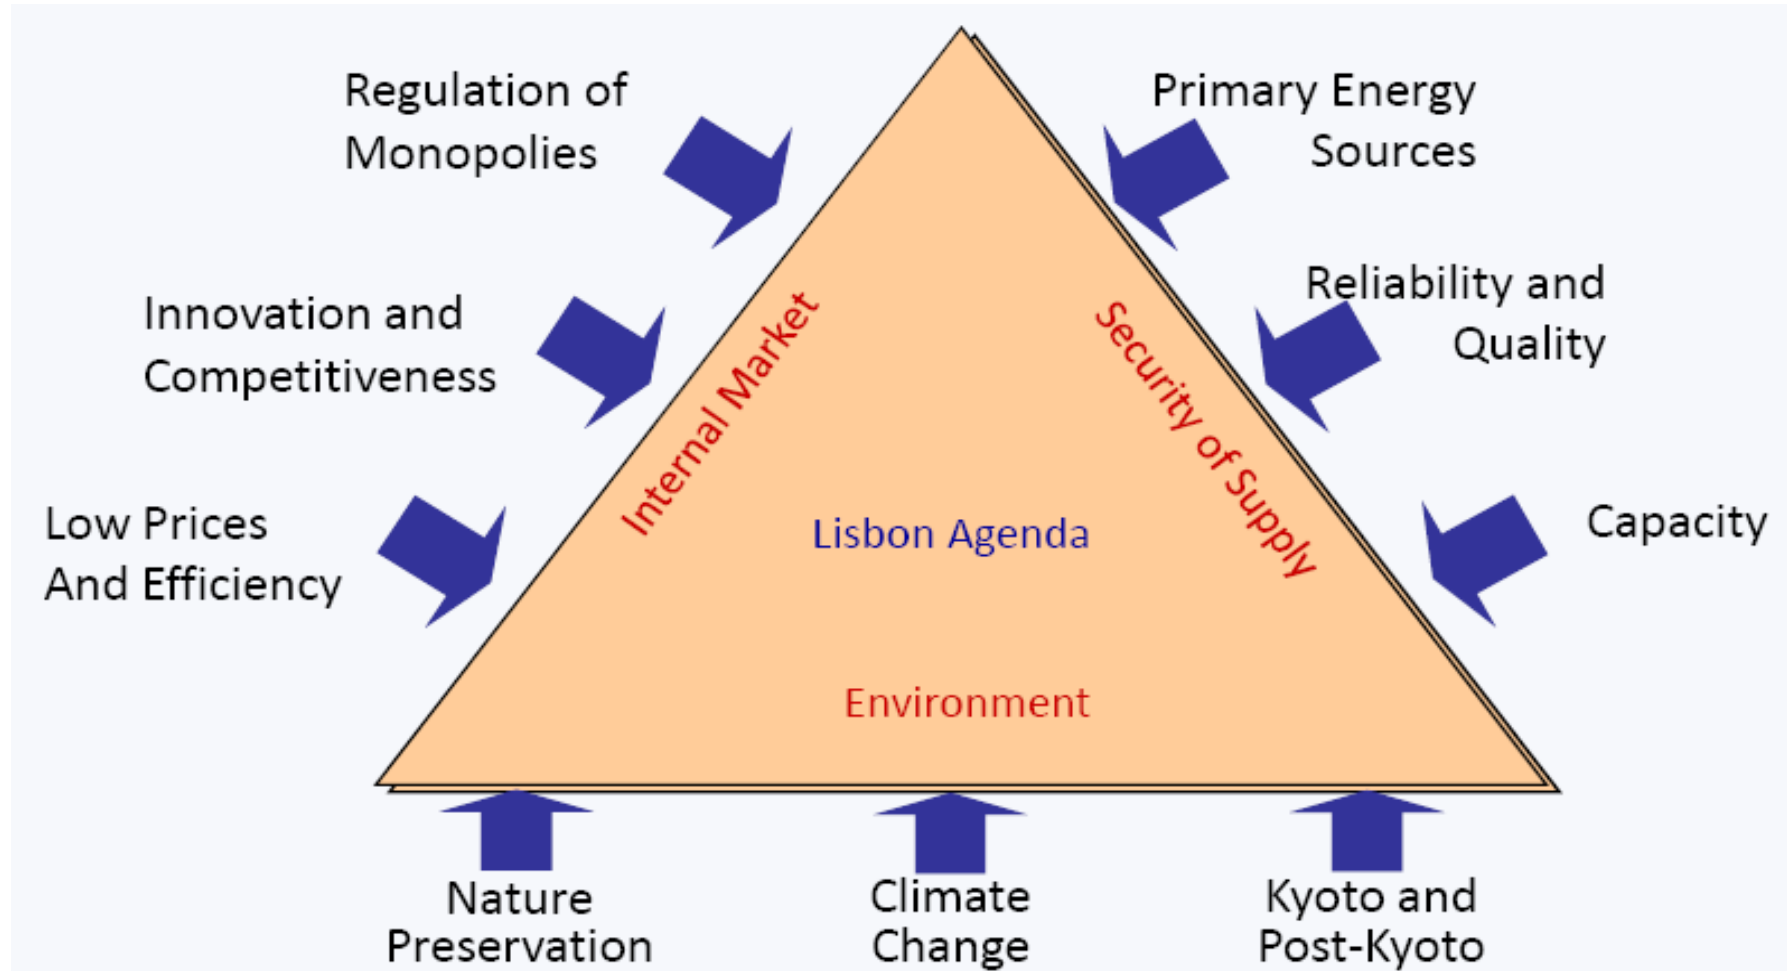 Regulation of
Monopolies
Primary Energy
Sources
Innovation and
Competitiveness
Reliability and
Quality
Internal Market
Security of Supply
Low Prices
And Efficiency
Lisbon Agenda
Capacity
Environment
Nature
Preservation
Climate
Change
Kyoto and
Post-Kyoto